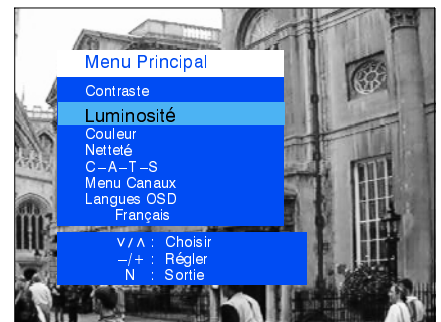 Menu Principal
Contraste
Luminosité
Couleur
Netteté
C–A–T–S
Menu Canaux
Langues OSD
Français
∨/∧ : Choisir
–/+ : Régler
N : Sortie